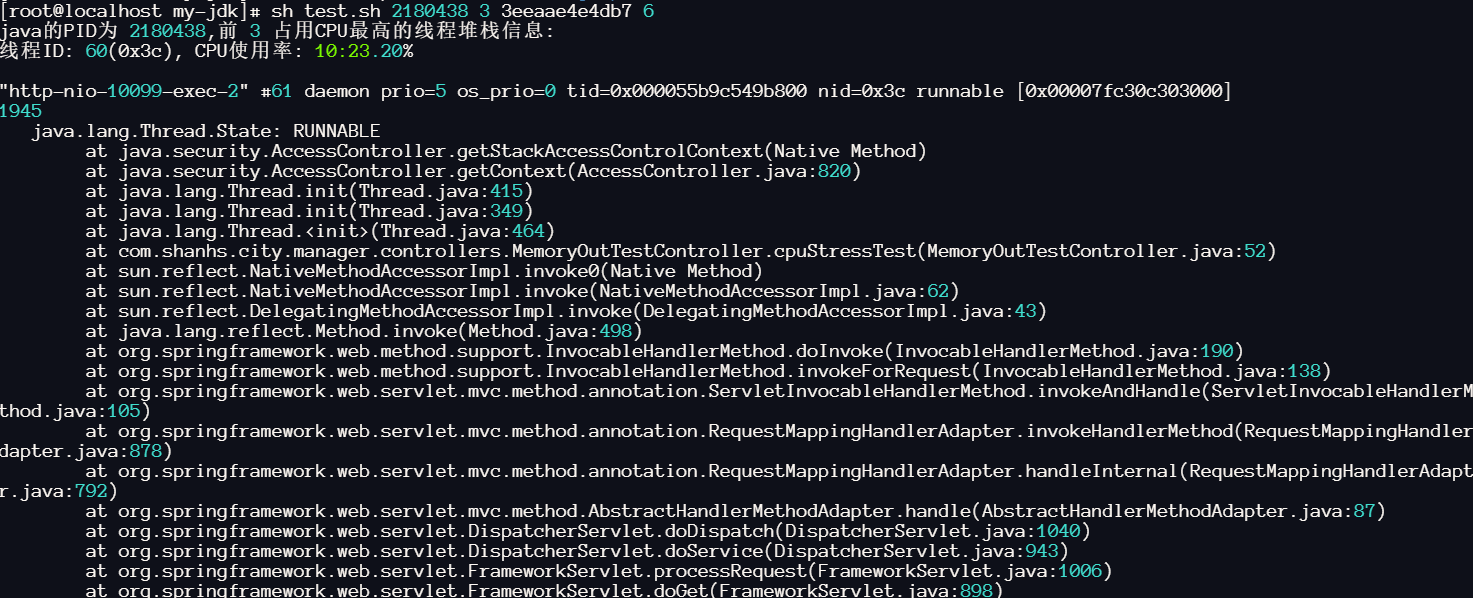 [root@localhost my-jdk]# sh test.sh 2180438 3 3eeaae4e4db7 6
java的PID为 2180438,前 3 占用CPU最高的线程堆栈信息:
线程ID: 60(0x3c), CPU使用率: 10:23.20%
"http-nio-10099-exec-2" #61 daemon prio=5 os_prio=0 tid=0x000055b9c549b800 nid=0x3c runnable [0x00007fc30c303000]
1945
java.lang.Thread.State: RUNNABLE
at java.security.AccessController.getStackAccessControlContext(Native Method)
at java.security.AccessController.getContext(AccessController.java:820)
at java.lang.Thread.init(Thread.java:415)
at java.lang.Thread.init(Thread.java:349)
at java.lang.Thread.<init>(Thread.java:464)
at com.shanhs.city.manager.controllers.MemoryOutTestController.cpuStressTest(MemoryOutTestController.java:52)
at sun.reflect.NativeMethodAccessorImpl.invoke0(Native Method)
at sun.reflect.NativeMethodAccessorImpl.invoke(NativeMethodAccessorImpl.java:62)
at sun.reflect.DelegatingMethodAccessorImpl.invoke(DelegatingMethodAccessorImpl.java:43)
at java.lang.reflect.Method.invoke(Method.java:498)
at org.springframework.web.method.support.InvocableHandlerMethod.doInvoke(InvocableHandlerMethod.java:190)
at org.springframework.web.method.support.InvocableHandlerMethod.invokeForRequest(InvocableHandlerMethod.java:138)
at org.springframework.web.servlet.mvc.method.annotation.ServletInvocableHandlerMethod.invokeAndHandle(ServletInvocableHandlerM
thod.java:105)
at org.springframework.web.servlet.mvc.method.annotation.RequestMappingHandlerAdapter.invokeHandlerMethod(RequestMappingHandler
dapter.java:878)
at org.springframework.web.servlet.mvc.method.annotation.RequestMappingHandlerAdapter.handleInternal(RequestMappingHandlerAdapt
r.java:792)
at org.springframework.web.servlet.mvc.method.AbstractHandlerMethodAdapter.handle(AbstractHandlerMethodAdapter.java:87)
at org.springframework.web.servlet.DispatcherServlet.doDispatch(DispatcherServlet.java:1040)
at org.springframework.web.servlet.DispatcherServlet.doService(DispatcherServlet.java:943)
at org.springframework.web.servlet.FrameworkServlet.processRequest(FrameworkServlet.java:1006)
at org.springframework.web.servlet.FrameworkServlet.doGet(FrameworkServlet.java:898)